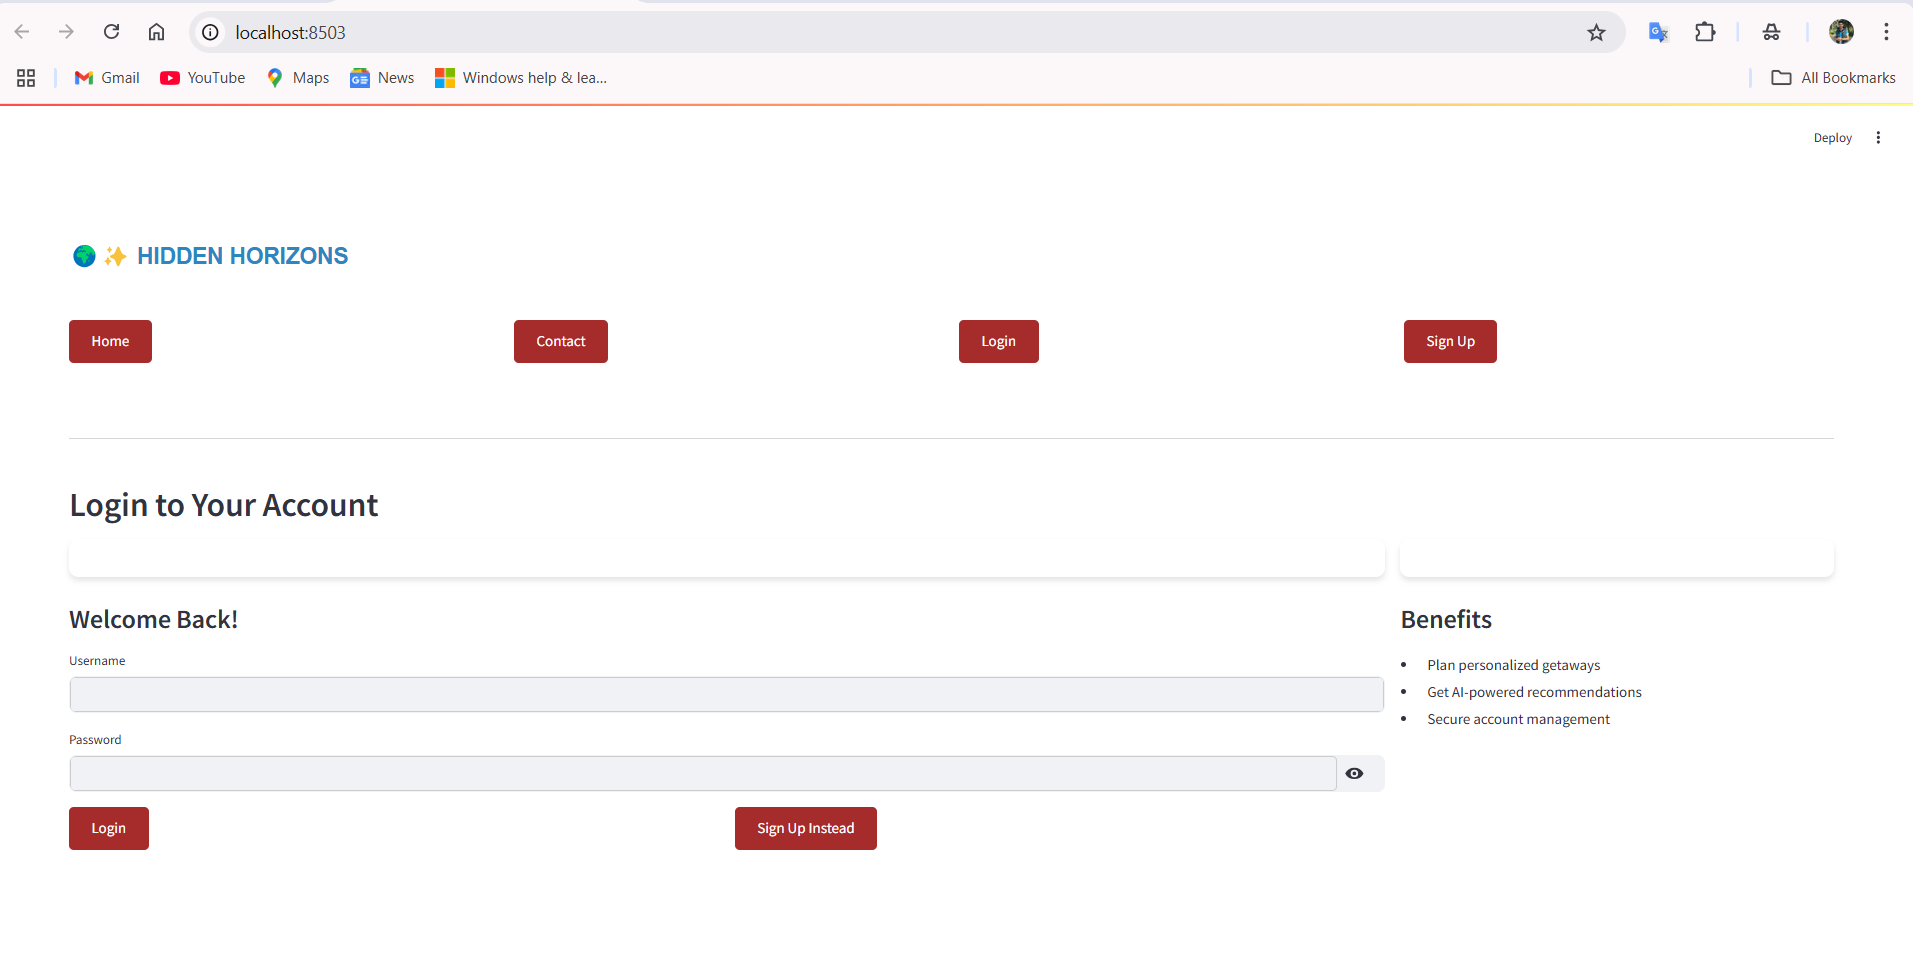 localhost:8503
Gmail YouTube Maps News Windows help & lea... All Bookmarks
Deploy
HIDDEN HORIZONS
Home Contact Login Sign Up
Login to Your Account
Welcome Back!
Username
Password
Login Sign Up Instead
Benefits
Plan personalized getaways
Get AI-powered recommendations
Secure account management